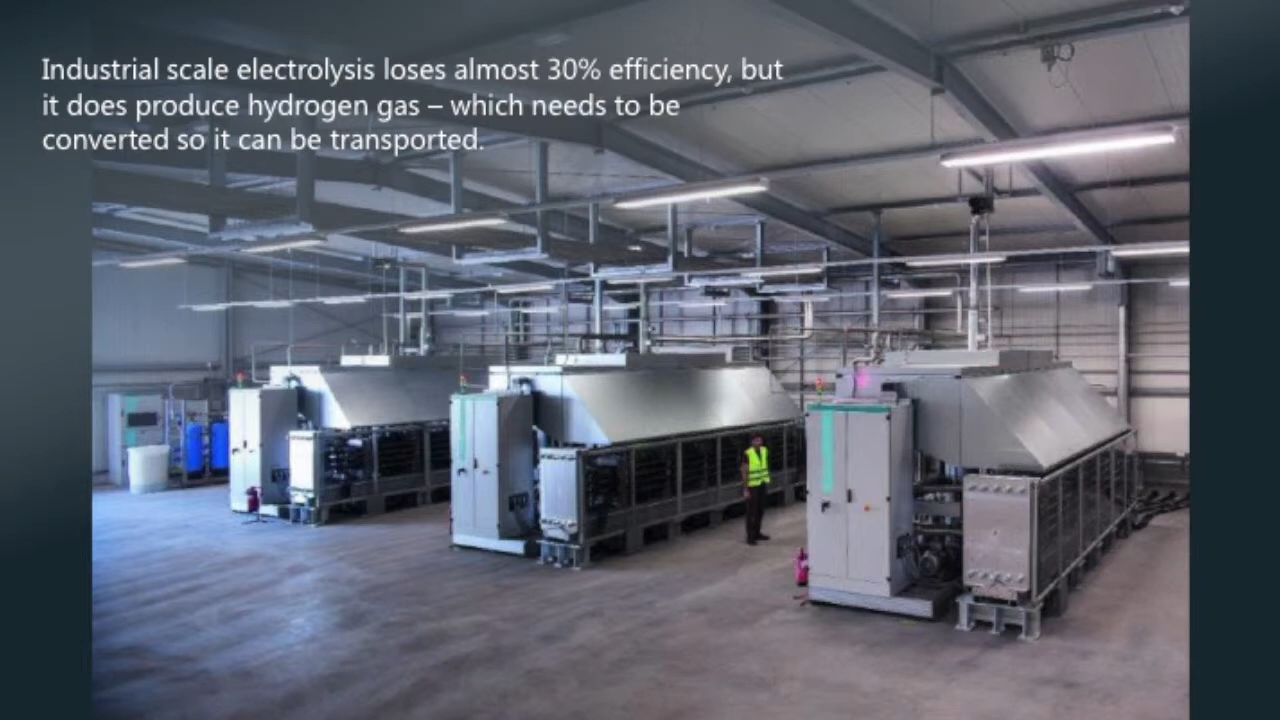 Industrial scale electrolysis loses almost 30% efficiency, but
it does produce hydrogen gas – which needs to be
converted so it can be transported.